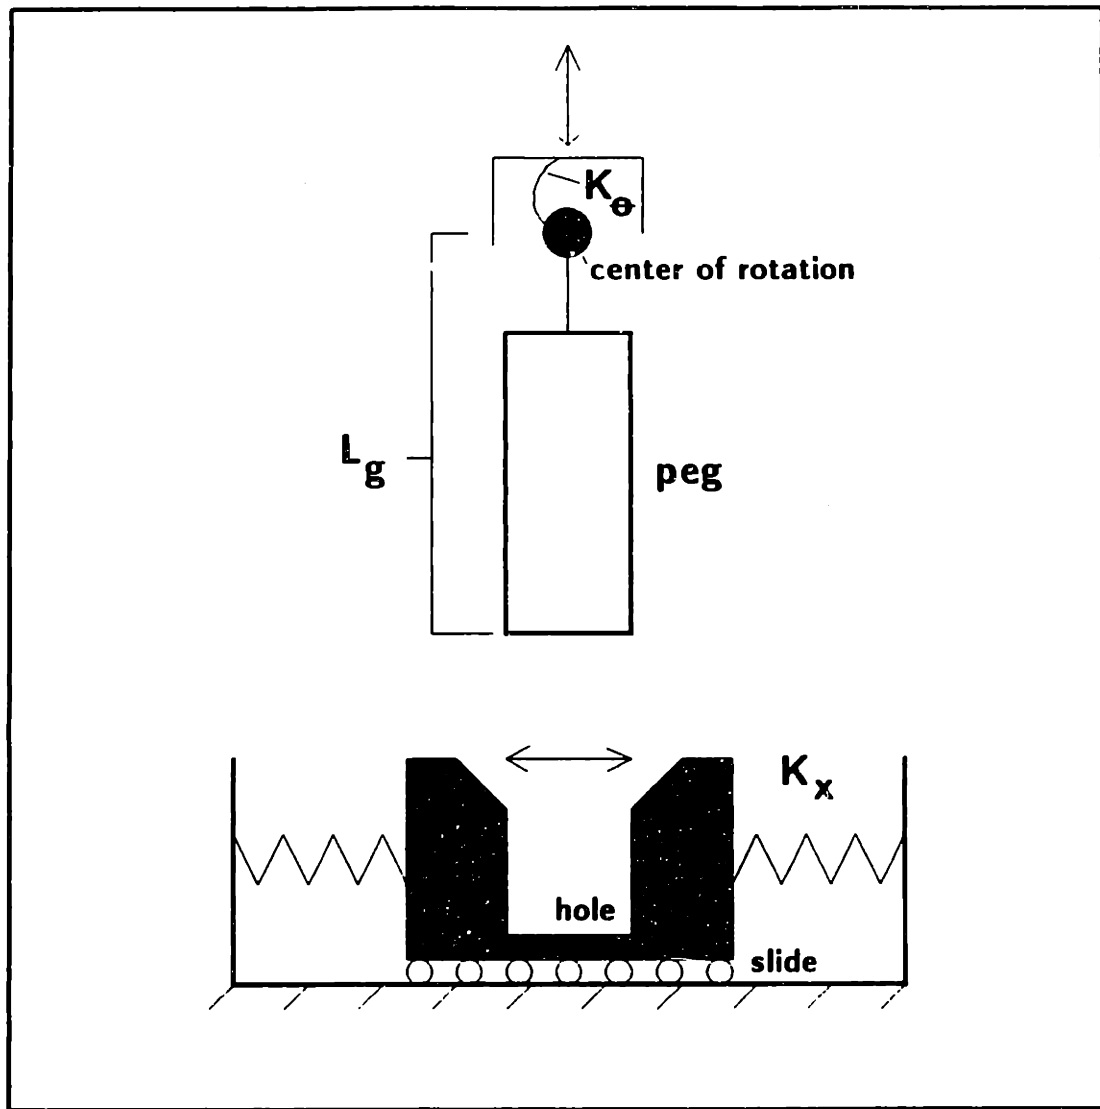 K_θ
center of rotation
L_g
peg
K_x
hole
slide